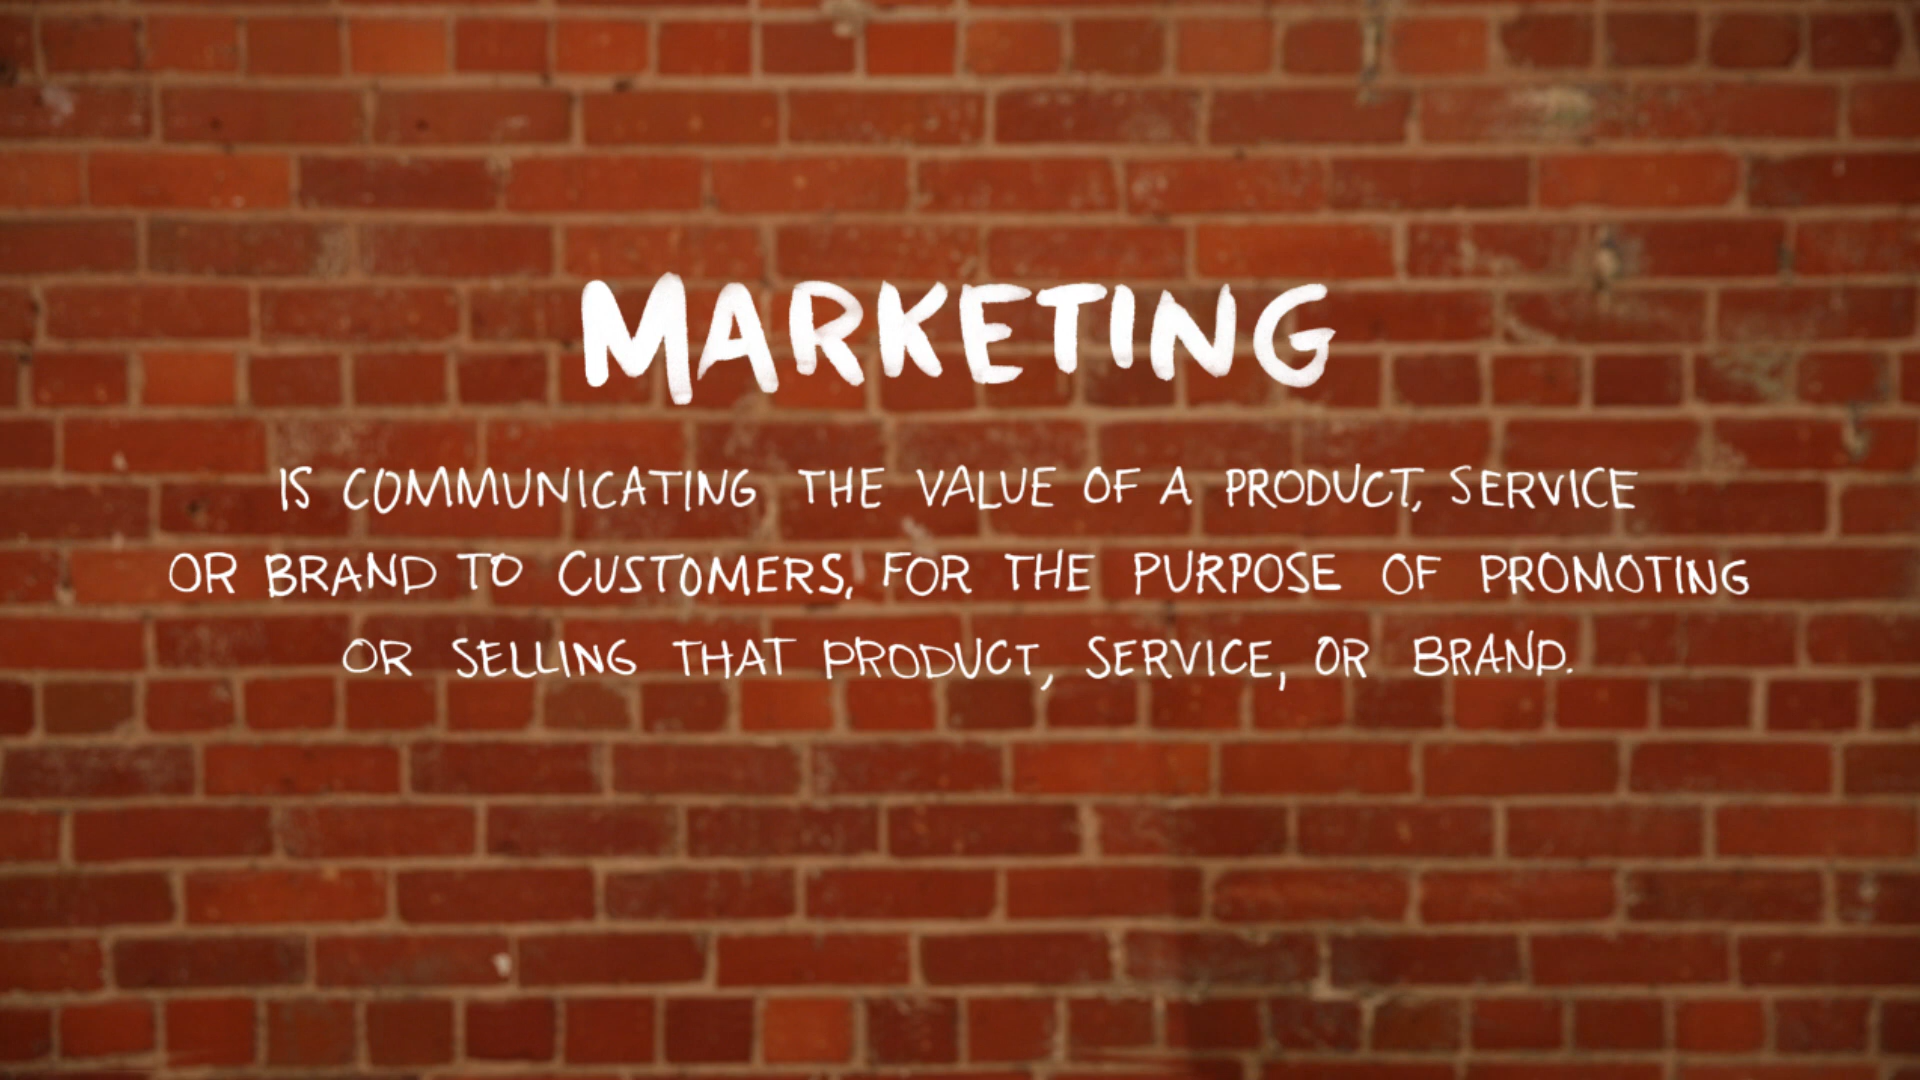 MARKETING
IS COMMUNICATING THE VALUE OF A PRODUCT, SERVICE
OR BRAND TO CUSTOMERS, FOR THE PURPOSE OF PROMOTING
OR SELLING THAT PRODUCT, SERVICE, OR BRAND.